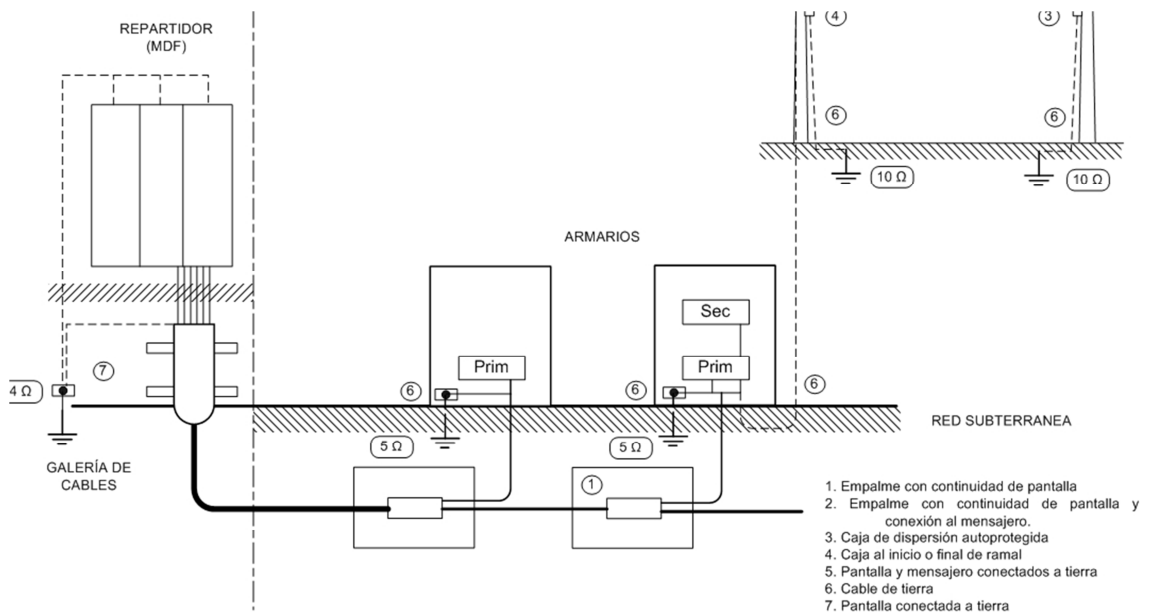 REPARTIDOR
(MDF)
4
3
6
6
10 Ω
10 Ω
ARMARIOS
Sec
Prim
Prim
7
6
6
6
4 Ω
5 Ω
5 Ω
RED SUBTERRANEA
GALERÍA DE
CABLES
1
1. Empalme con continuidad de pantalla
2. Empalme con continuidad de pantalla y
conexión al mensajero.
3. Caja de dispersión autoprotegida
4. Caja al inicio o final de ramal
5. Pantalla y mensajero conectados a tierra
6. Cable de tierra
7. Pantalla conectada a tierra